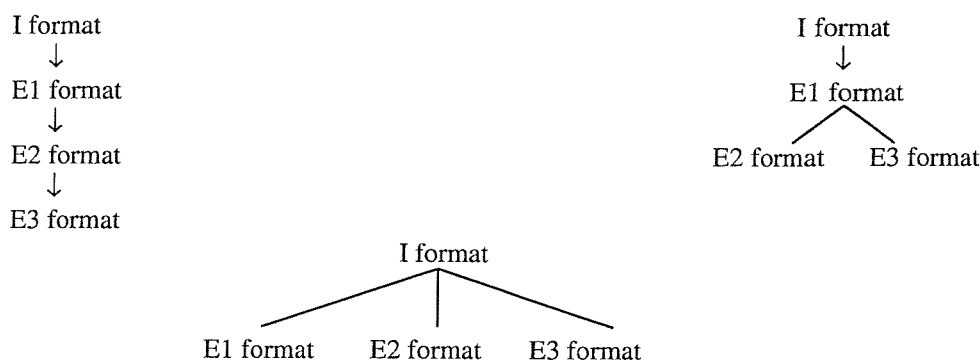 I format
E1 format
E2 format
E3 format
I format
E1 format
E2 format E3 format
I format
E1 format E2 format E3 format